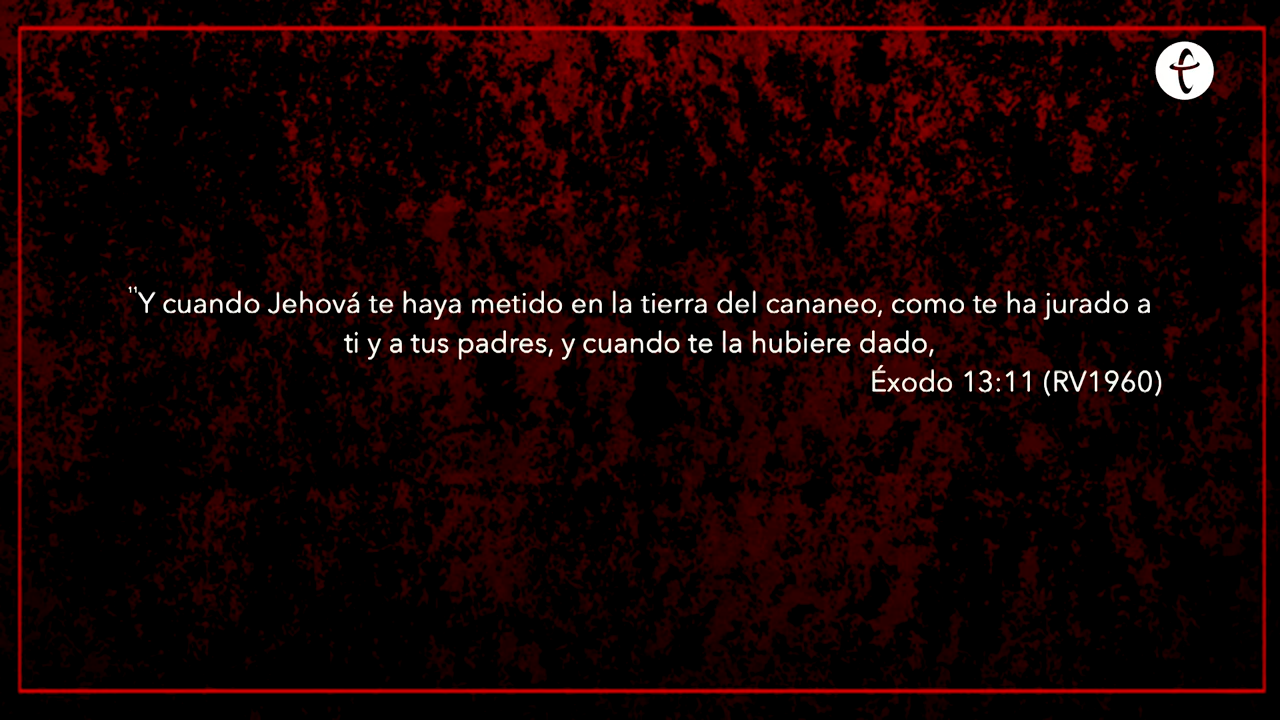 "Y cuando Jehová te haya metido en la tierra del cananeo, como te ha jurado a
ti y a tus padres, y cuando te la hubiere dado,
Éxodo 13:11 (RV1960)